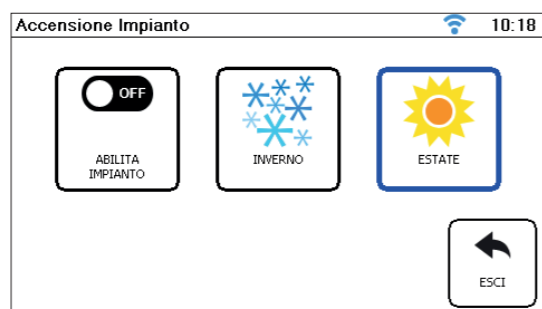 Accensione Impianto
10:18
OFF
ABILITA
IMPIANTO
INVERNO
ESTATE
ESCI